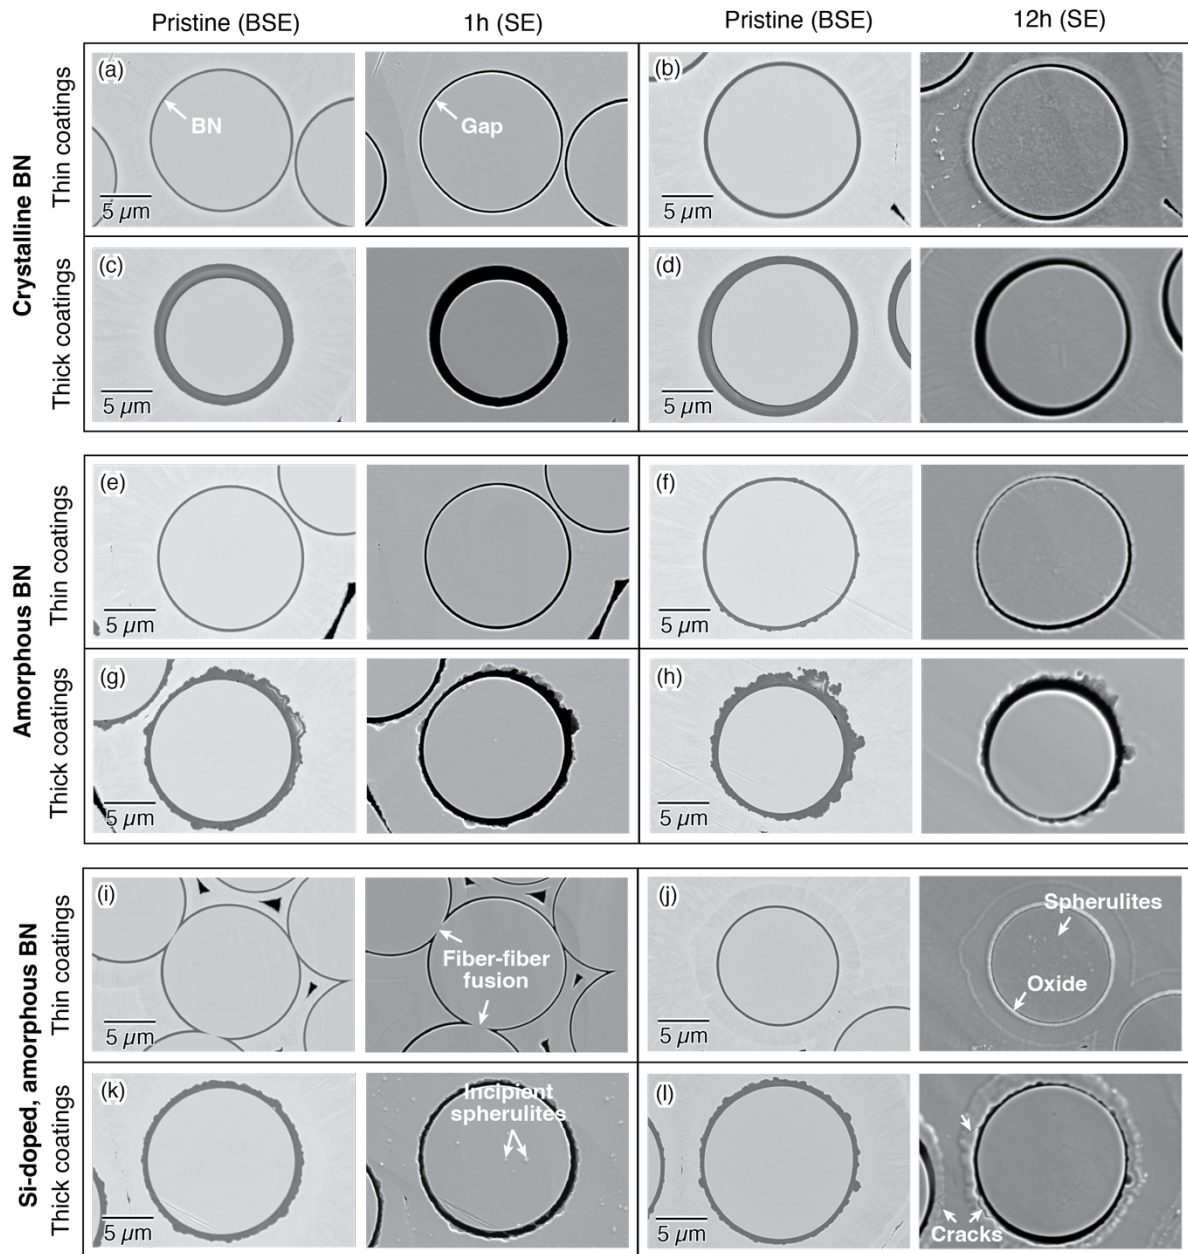 Pristine (BSE) 1h (SE) Pristine (BSE) 12h (SE)
Crystalline BN
Thin coatings
(a)
BN
5 µm
Gap
(b)
5 µm
Thick coatings
(c)
5 µm
(d)
5 µm
Amorphous BN
Thin coatings
(e)
5 µm
(f)
5 µm
Thick coatings
(g)
5 µm
(h)
5 µm
Si-doped, amorphous BN
Thin coatings
(i)
5 µm
Fiber-fiber
fusion
(j)
5 µm
Spherulites
Oxide
Thick coatings
(k)
5 µm
Incipient
spherulites
(l)
5 µm
Cracks